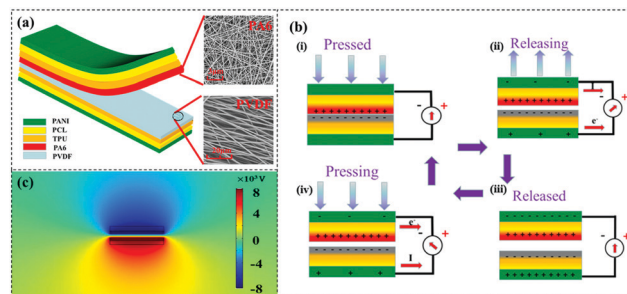 (a)
PA6
PVDF
PANI
PCL
TPU
PA6
PVDF
(b)
(i)
Pressed
(ii)
Releasing
(iv)
Pressing
(iii)
Released
- - -
+++++++++
- +
e-
I
(c)
×10³ V
8
4
0
-4
-8